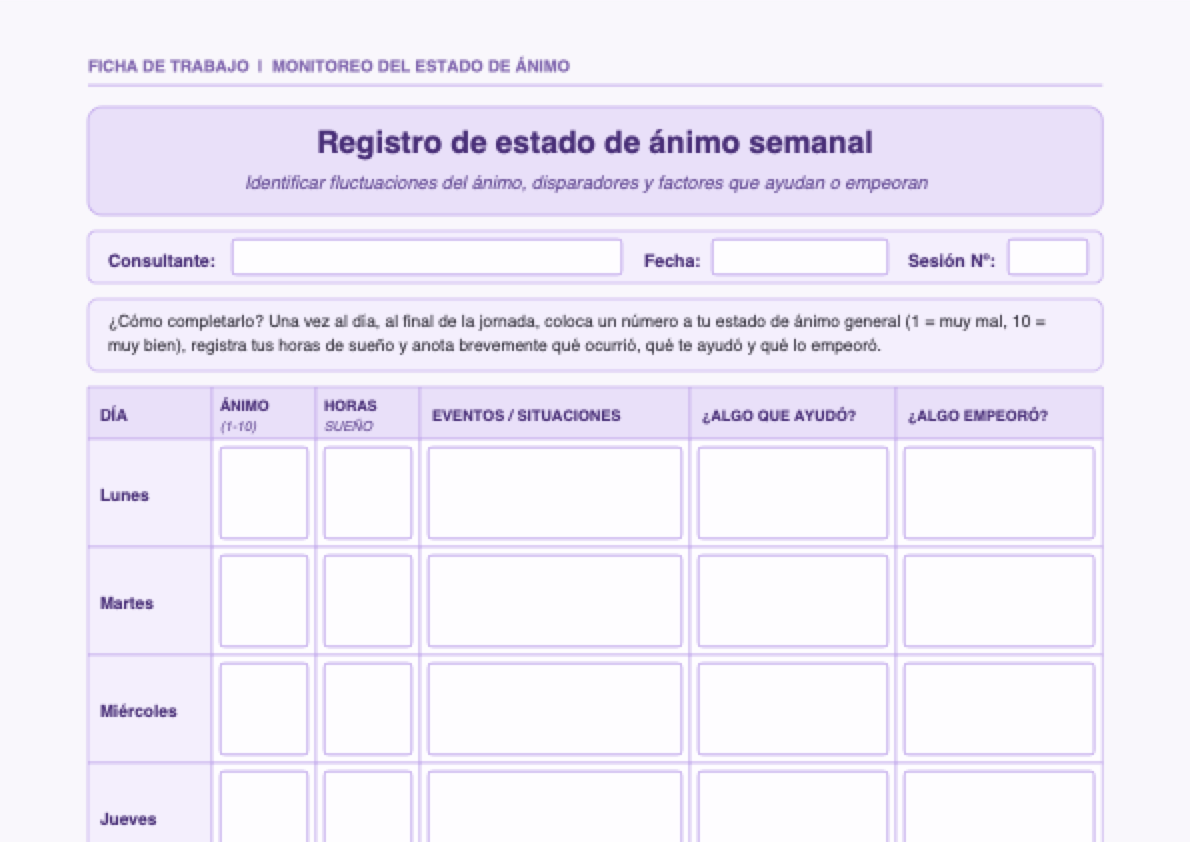 FICHA DE TRABAJO | MONITOREO DEL ESTADO DE ÁNIMO
Registro de estado de ánimo semanal
Identificar fluctuaciones del ánimo, disparadores y factores que ayudan o empeoran
Consultante: Fecha: Sesión Nº:
¿Cómo completarlo? Una vez al día, al final de la jornada, coloca un número a tu estado de ánimo general (1 = muy mal, 10 =
muy bien), registra tus horas de sueño y anota brevemente qué ocurrió, qué te ayudó y qué lo empeoró.
DÍA ÁNIMO HORAS EVENTOS / SITUACIONES ¿ALGO QUE AYUDÓ? ¿ALGO EMPEORÓ?
(1-10) SUEÑO
Lunes
Martes
Miércoles
Jueves